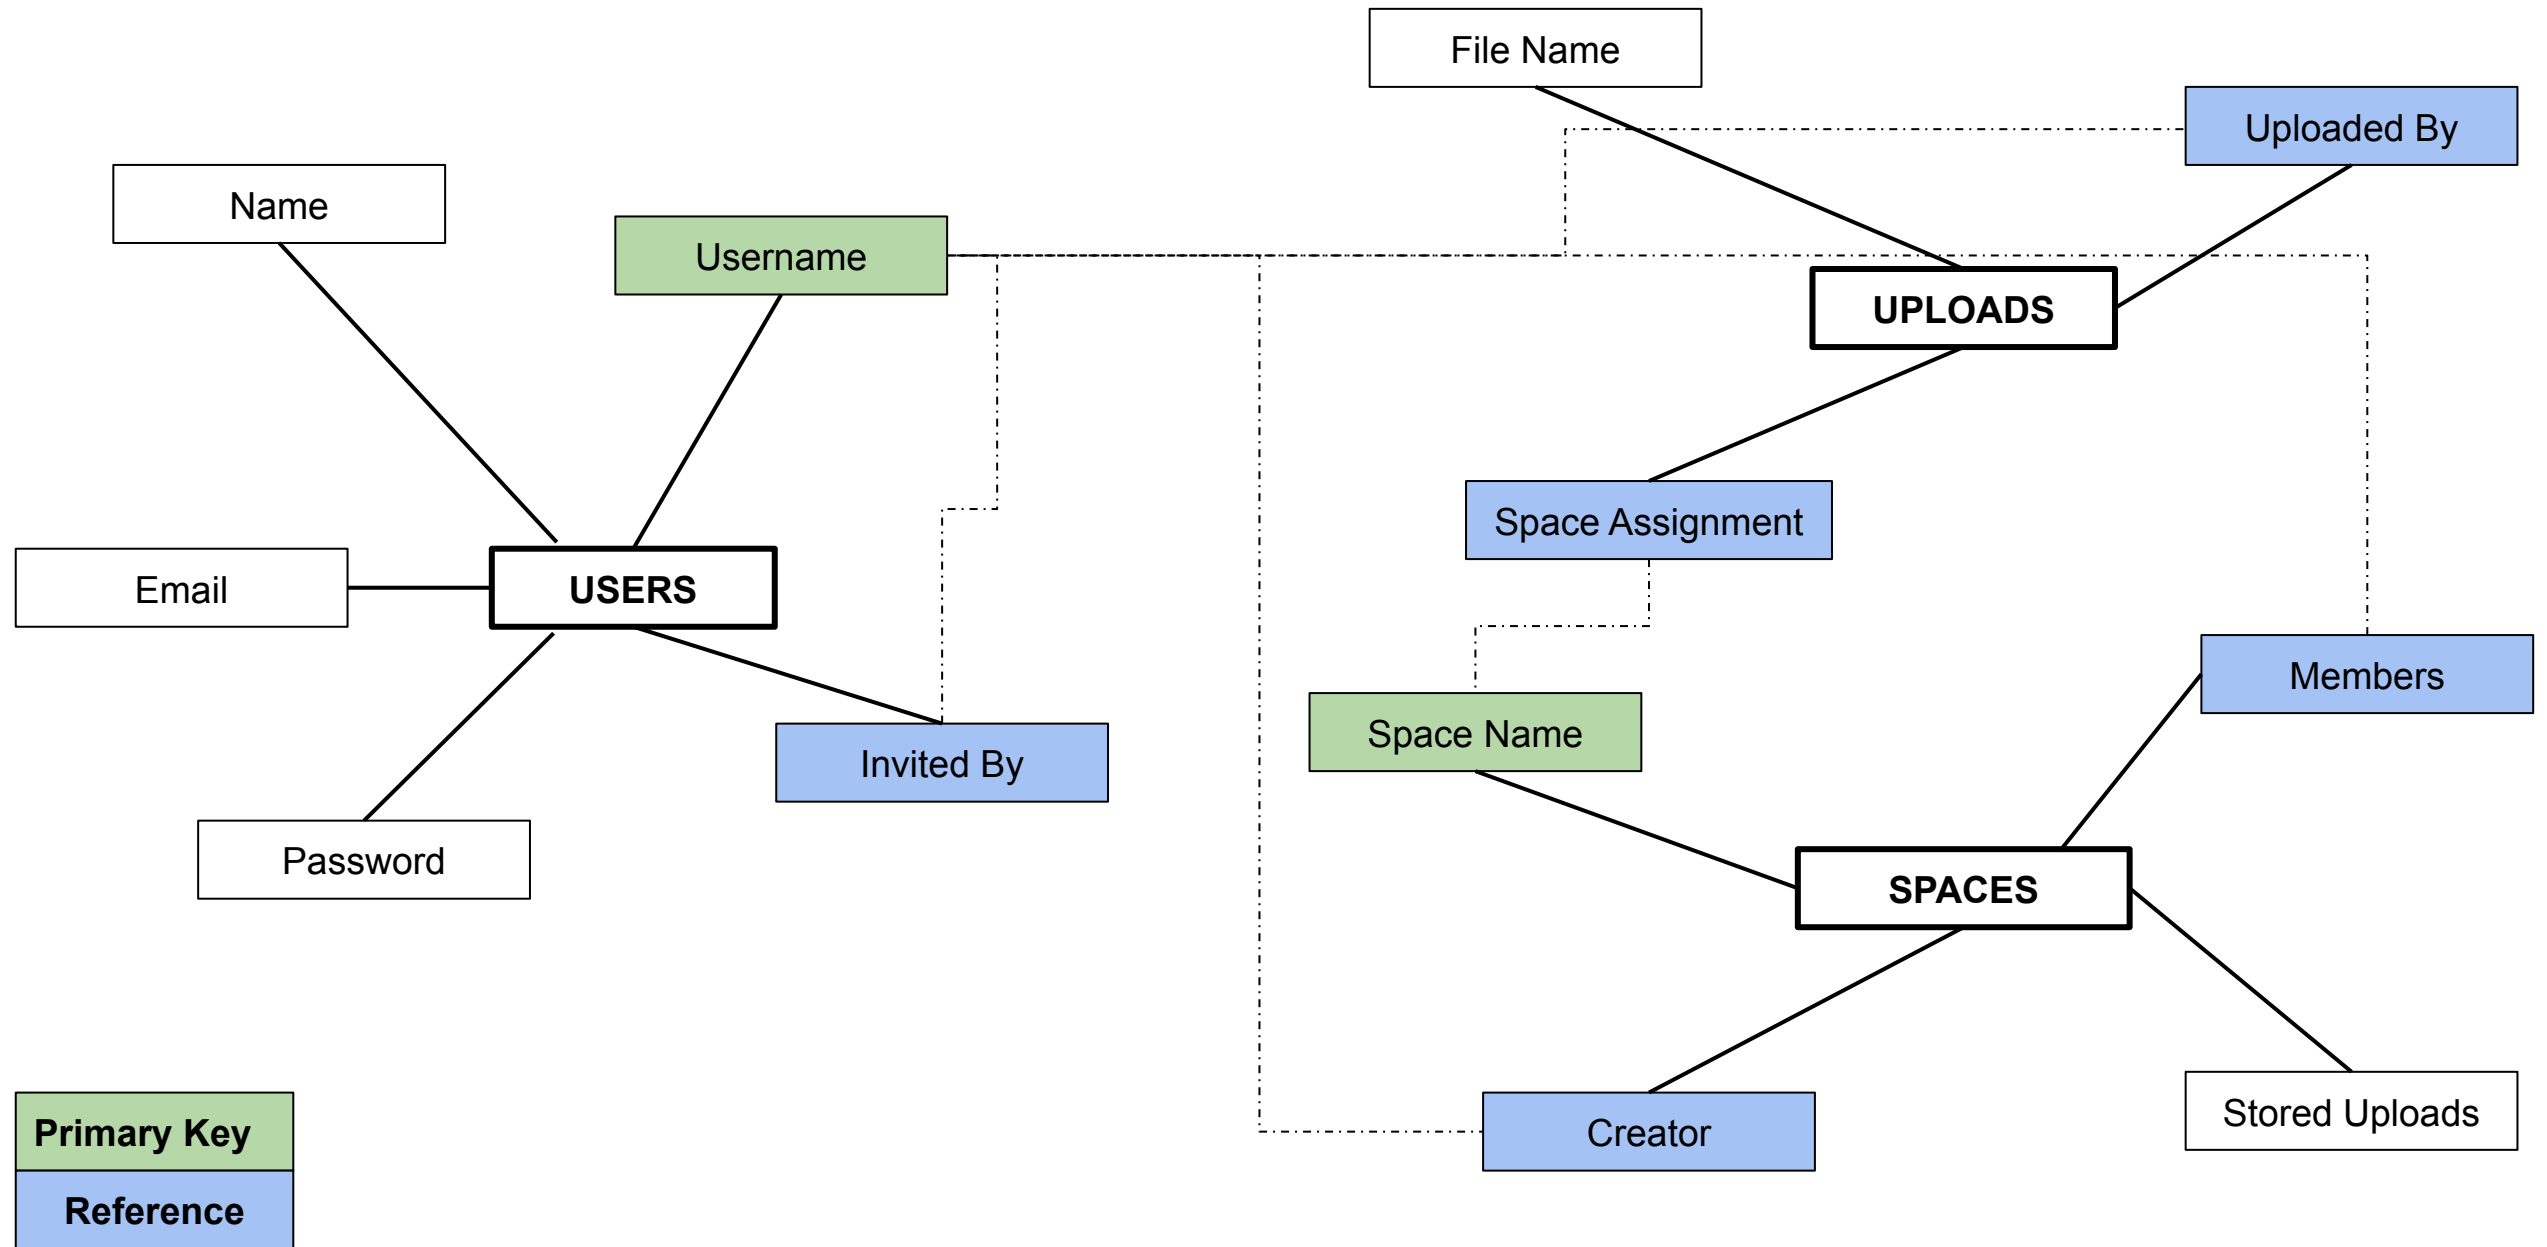 File Name
Uploaded By
Name
Username
UPLOADS
Space Assignment
Email
USERS
Members
Space Name
Invited By
Password
SPACES
Creator
Stored Uploads
Primary Key
Reference